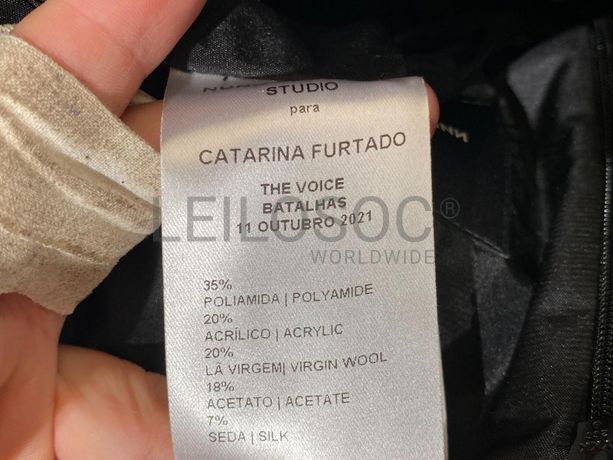 STUDIO
para
CATARINA FURTADO
THE VOICE
BATALHAS
11 OUTUBRO 2021
LEILOSOC®
WORLDWIDE
35%
POLIAMIDA | POLYAMIDE
20%
ACRÍLICO | ACRYLIC
20%
LÃ VIRGEM| VIRGIN WOOL
18%
ACETATO | ACETATE
7%
SEDA | SILK